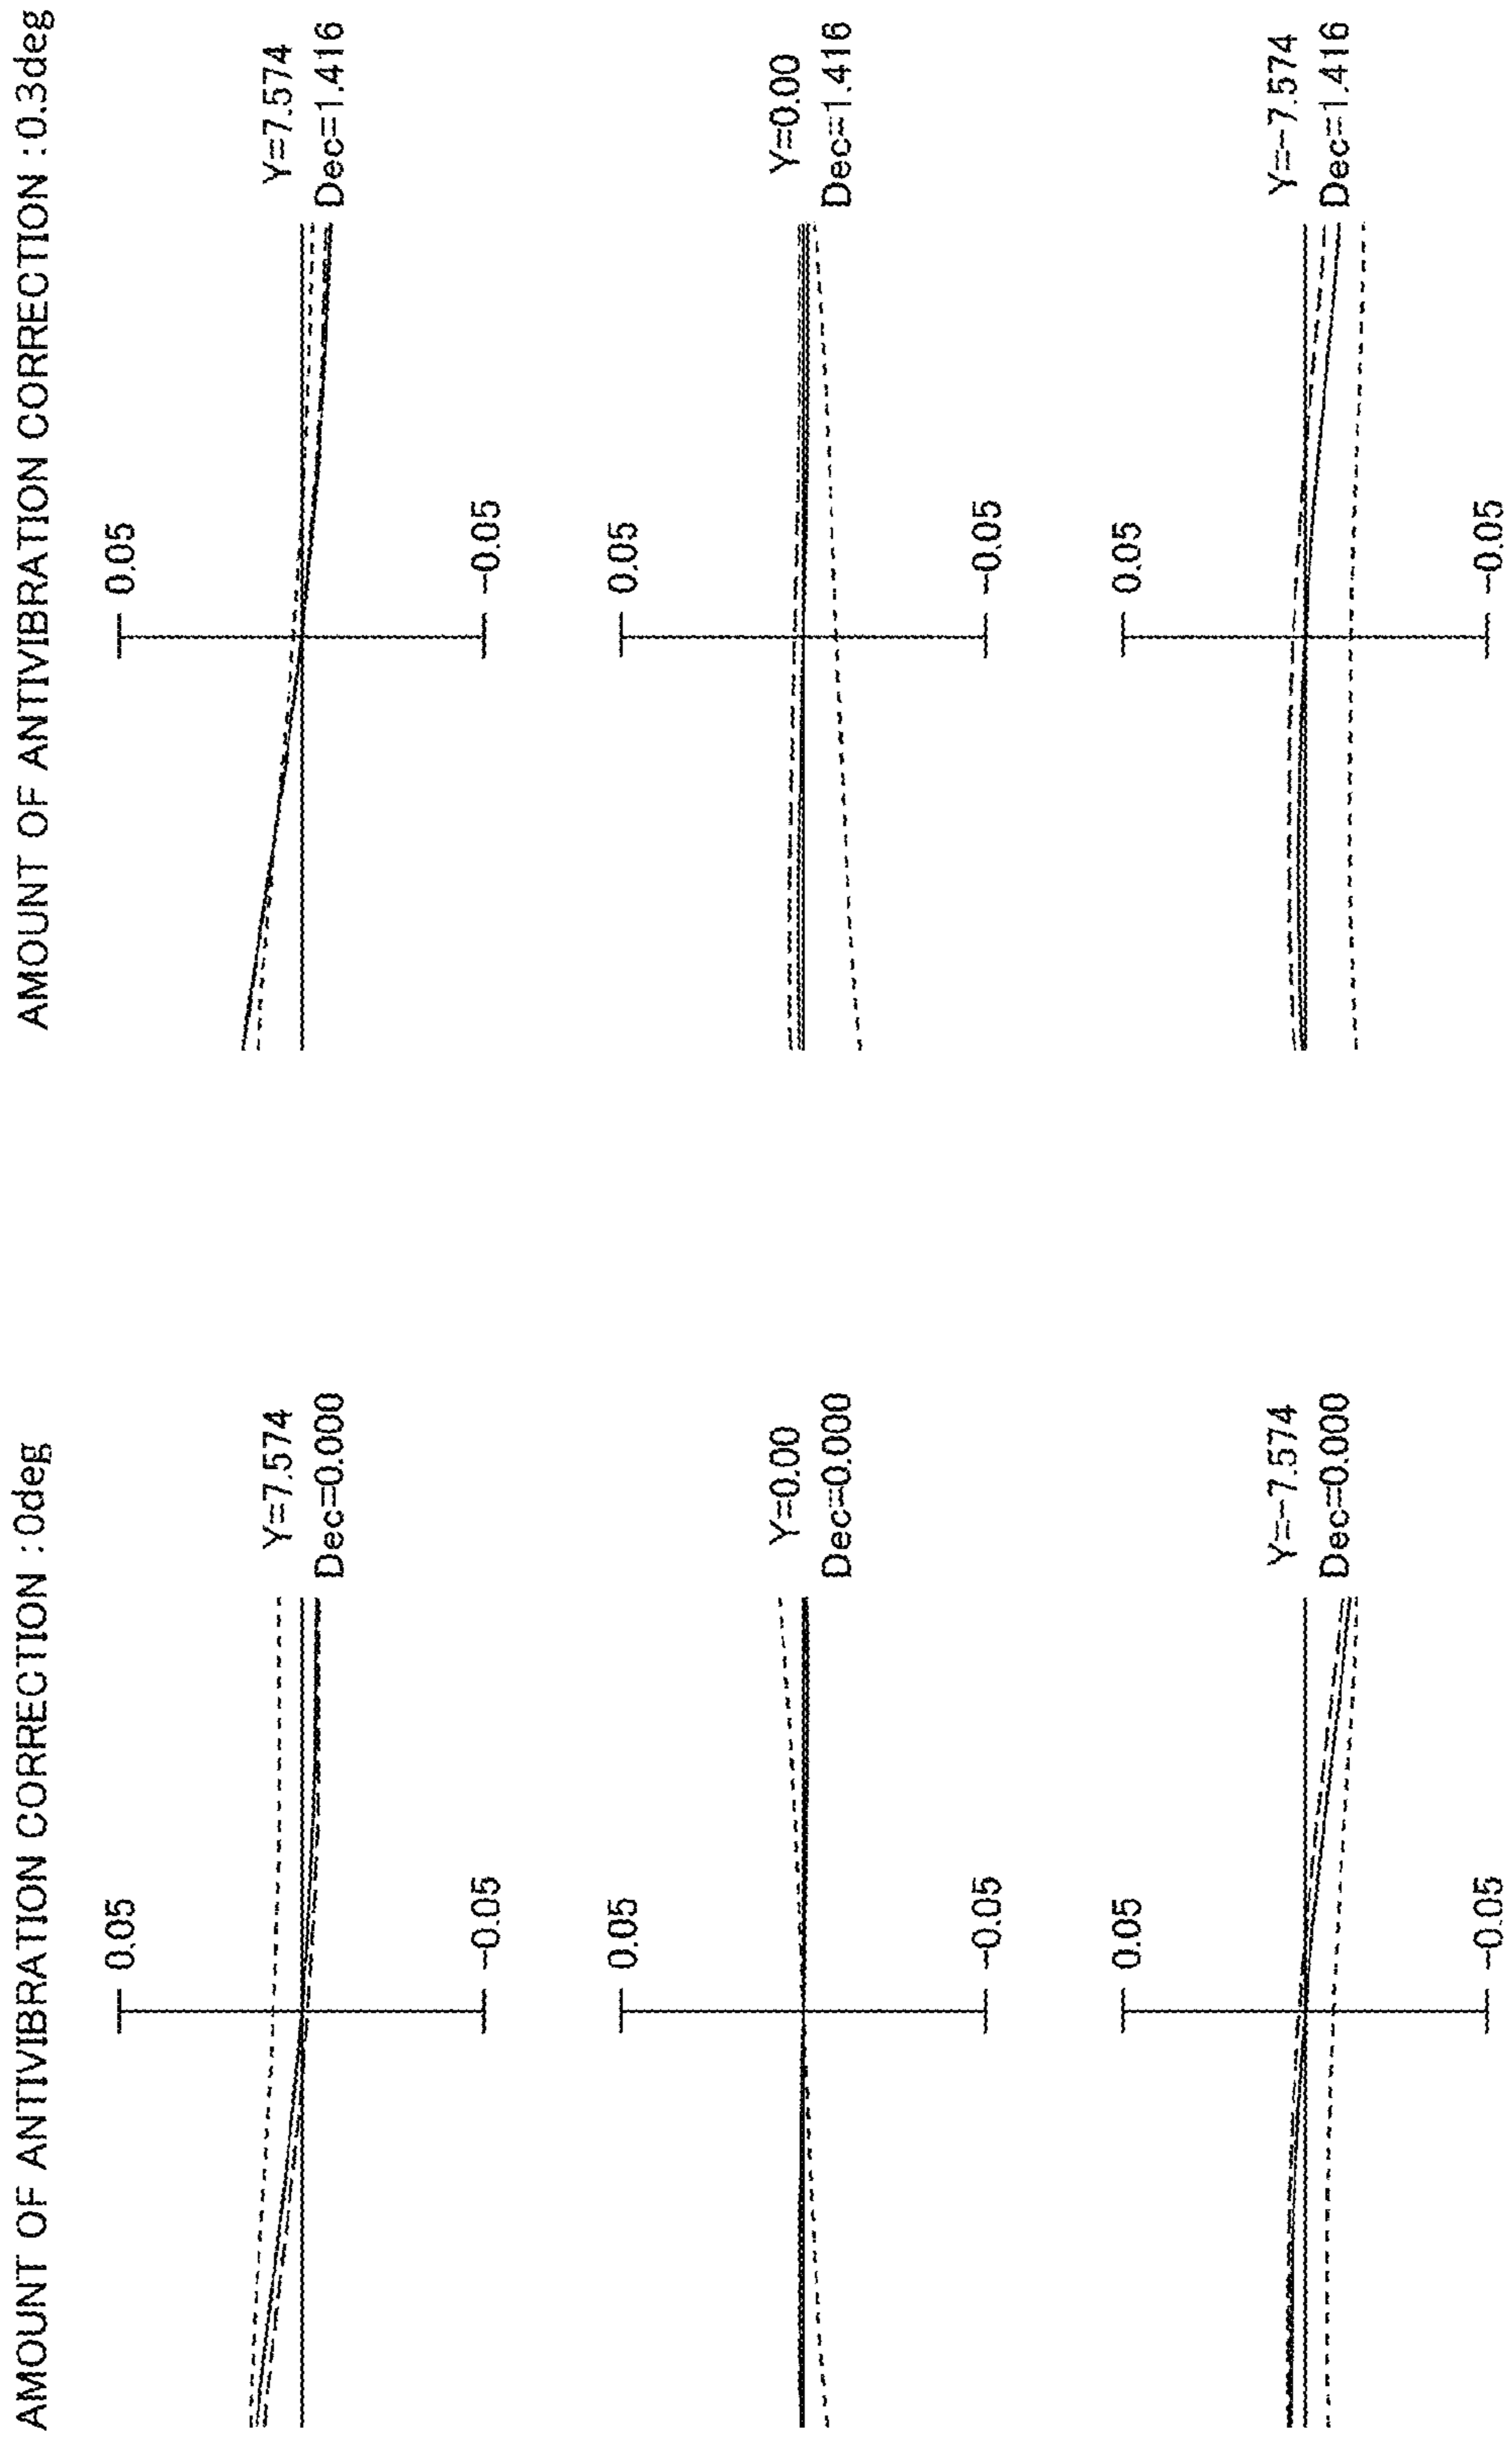 AMOUNT OF ANTIVIBRATION CORRECTION :0deg
0.05
Y=7.574
Dec=0.000
-0.05
0.05
Y=0.00
Dec=0.000
-0.05
0.05
Y=-7.574
Dec=0.000
-0.05
AMOUNT OF ANTIVIBRATION CORRECTION :0.3deg
0.05
Y=7.574
Dec=1.416
-0.05
0.05
Y=0.00
Dec=1.416
-0.05
0.05
Y=-7.574
Dec=1.416
-0.05